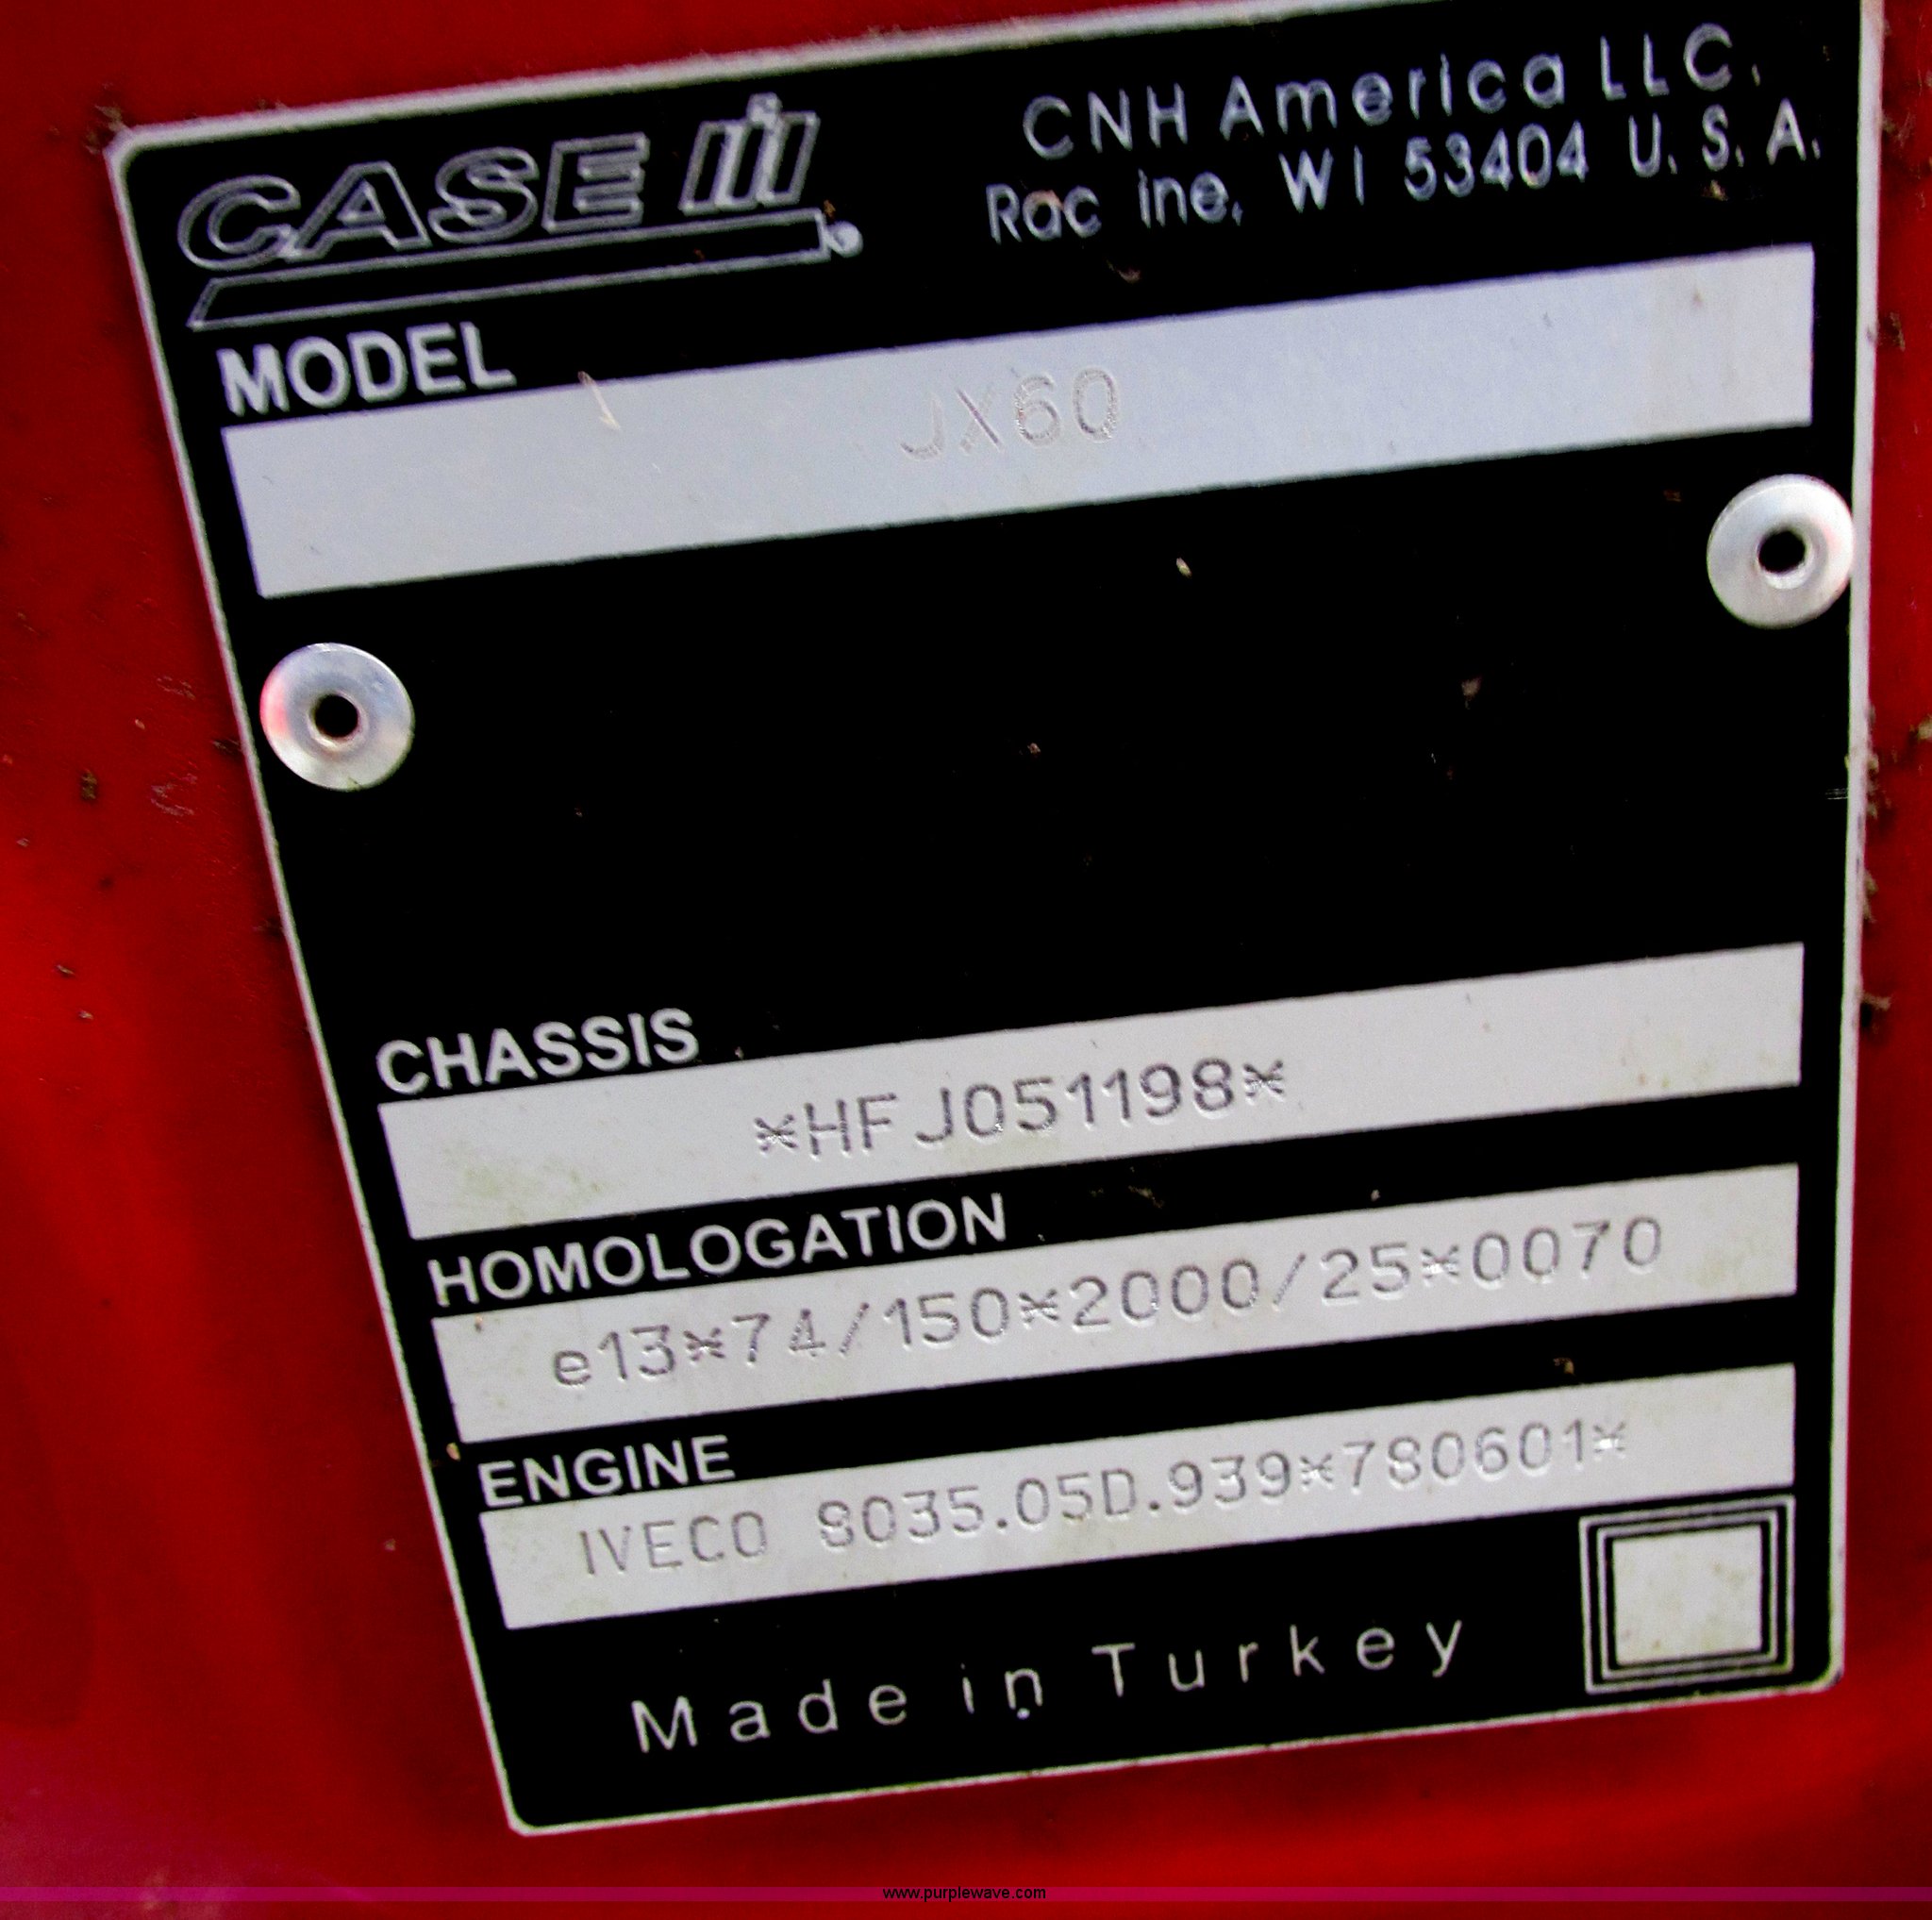 CASE IH
CNH America LLC.
Rac ine, WI 53404 U.S.A.
MODEL
JX60
CHASSIS
*HFJ051198*
HOMOLOGATION
e13*74/150*2000/25*0070
ENGINE
IVECO 8035.05D.939*780601*
Made in Turkey
www.purplewave.com